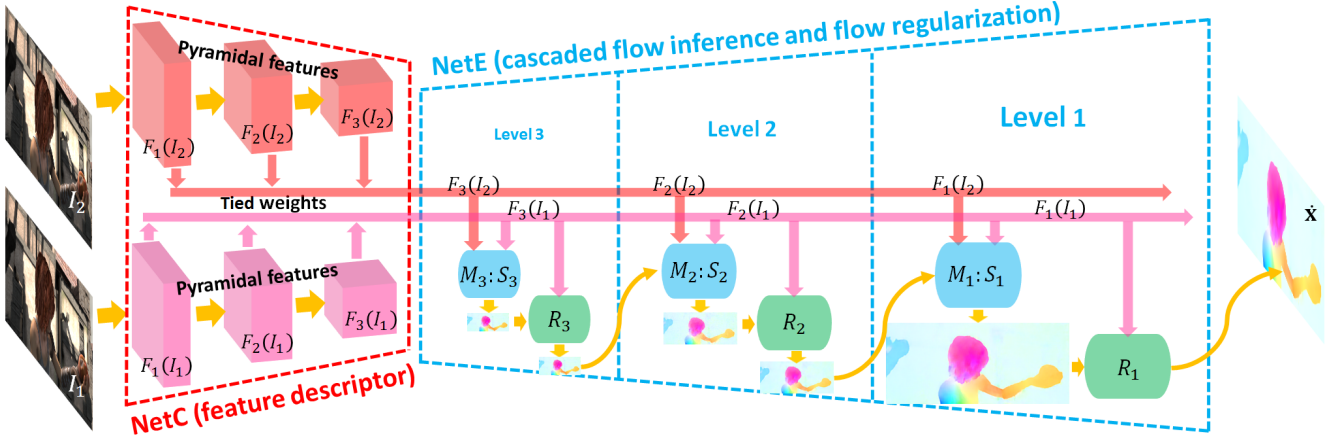 NetE (cascaded flow inference and flow regularization)
Pyramidal features
F₁(I₂)
F₂(I₂)
F₃(I₂)
I₂
Level 3
Level 2
Level 1
F₃(I₂)
F₂(I₂)
F₁(I₂)
Tied weights
F₃(I₁)
F₂(I₁)
F₁(I₁)
ẋ
Pyramidal features
M₃: S₃
M₂: S₂
M₁: S₁
F₁(I₁)
F₂(I₁)
F₃(I₁)
R₃
R₂
R₁
I₁
NetC (feature descriptor)